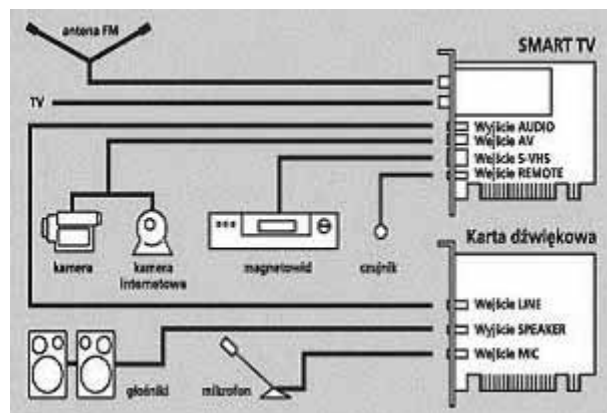 antena FM
SMART TV
TV
Wyjście AUDIO
Wejście AV
Wejście S-VHS
Wejście REMOTE
kamera
kamera
internetowa
magnetowid
czujnik
Karta dźwiękowa
Wejście LINE
Wyjście SPEAKER
Wejście MIC
głośniki
mikrofon